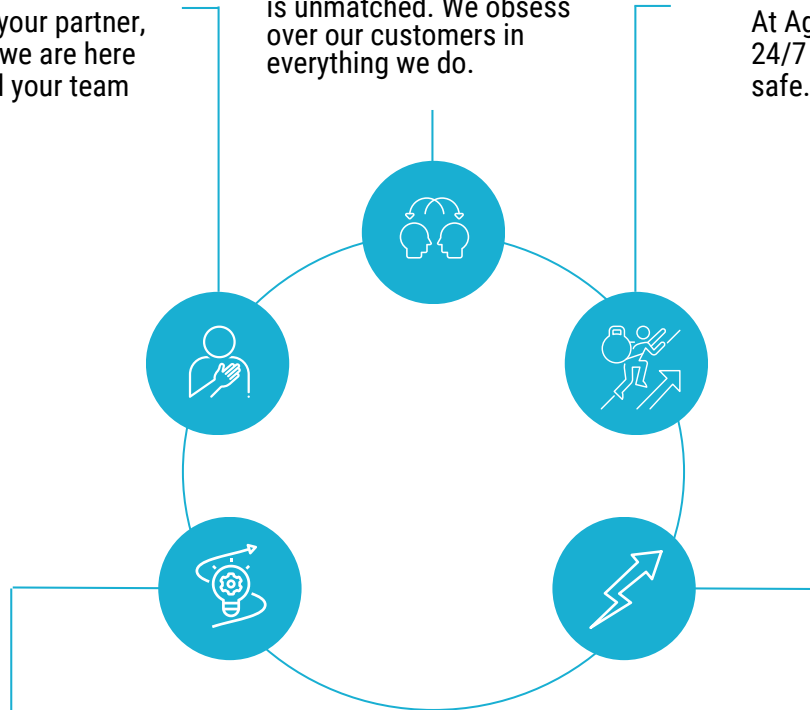 your partner,
we are here
your team
is unmatched. We obsess
over our customers in
everything we do.
At Ag
24/7
safe.